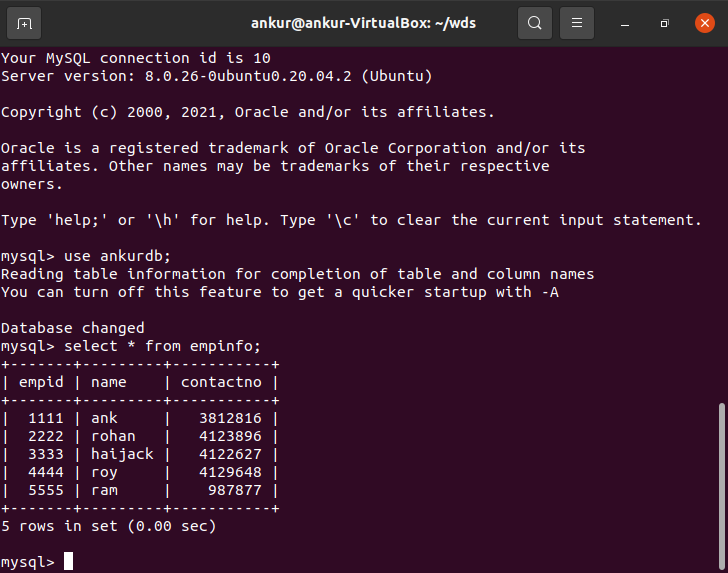 ankur@ankur-VirtualBox: ~/wds
Your MySQL connection id is 10
Server version: 8.0.26-0ubuntu0.20.04.2 (Ubuntu)
Copyright (c) 2000, 2021, Oracle and/or its affiliates.
Oracle is a registered trademark of Oracle Corporation and/or its
affiliates. Other names may be trademarks of their respective
owners.
Type 'help;' or '\h' for help. Type '\c' to clear the current input statement.
mysql> use ankurdb;
Reading table information for completion of table and column names
You can turn off this feature to get a quicker startup with -A
Database changed
mysql> select * from empinfo;
+-------+---------+-----------+
| empid | name    | contactno |
+-------+---------+-----------+
|  1111 | ank     |   3812816 |
|  2222 | rohan   |   4123896 |
|  3333 | haijack |   4122627 |
|  4444 | roy     |   4129648 |
|  5555 | ram     |    987877 |
+-------+---------+-----------+
5 rows in set (0.00 sec)
mysql>